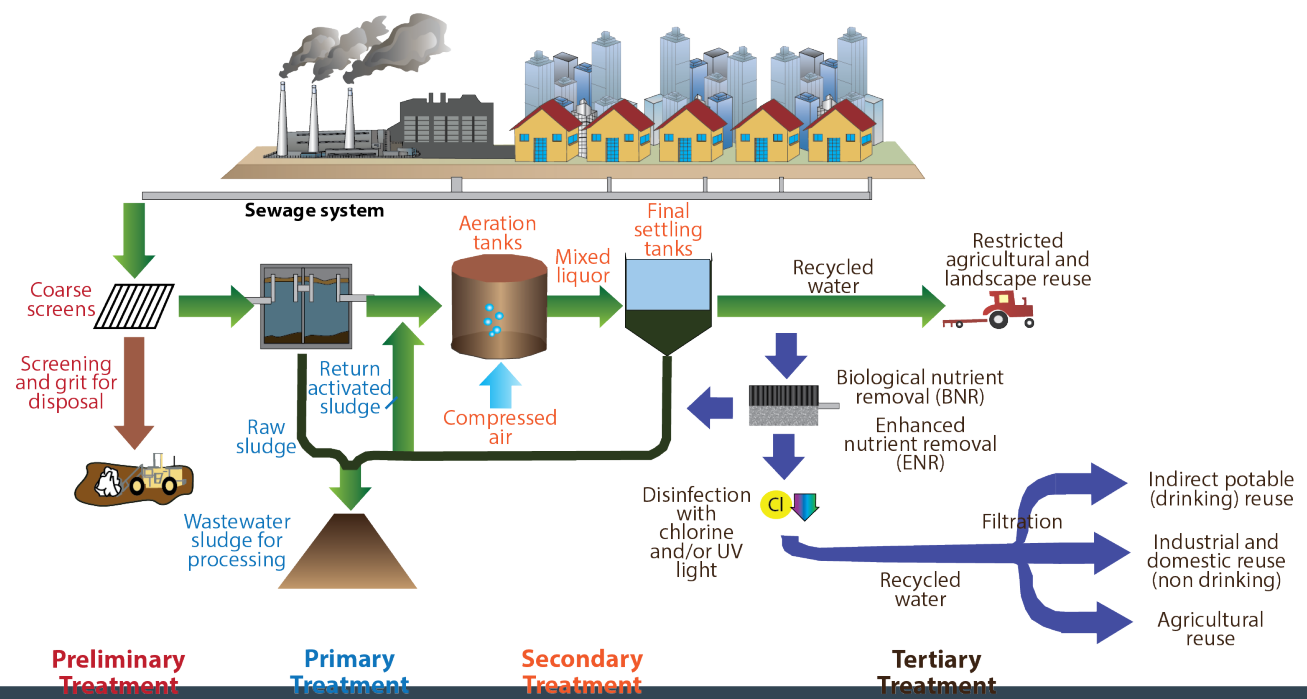 Sewage system
Coarse
screens
Screening
and grit for
disposal
Raw
sludge
Return
activated
sludge
Wastewater
sludge for
processing
Aeration
tanks
Mixed
liquor
Compressed
air
Final
settling
tanks
Recycled
water
Restricted
agricultural and
landscape reuse
Biological nutrient
removal (BNR)
Enhanced
nutrient removal
(ENR)
Disinfection
with
chlorine
and/or UV
light
Cl
Filtration
Recycled
water
Indirect potable
(drinking) reuse
Industrial and
domestic reuse
(non drinking)
Agricultural
reuse
Preliminary
Treatment
Primary
Treatment
Secondary
Treatment
Tertiary
Treatment